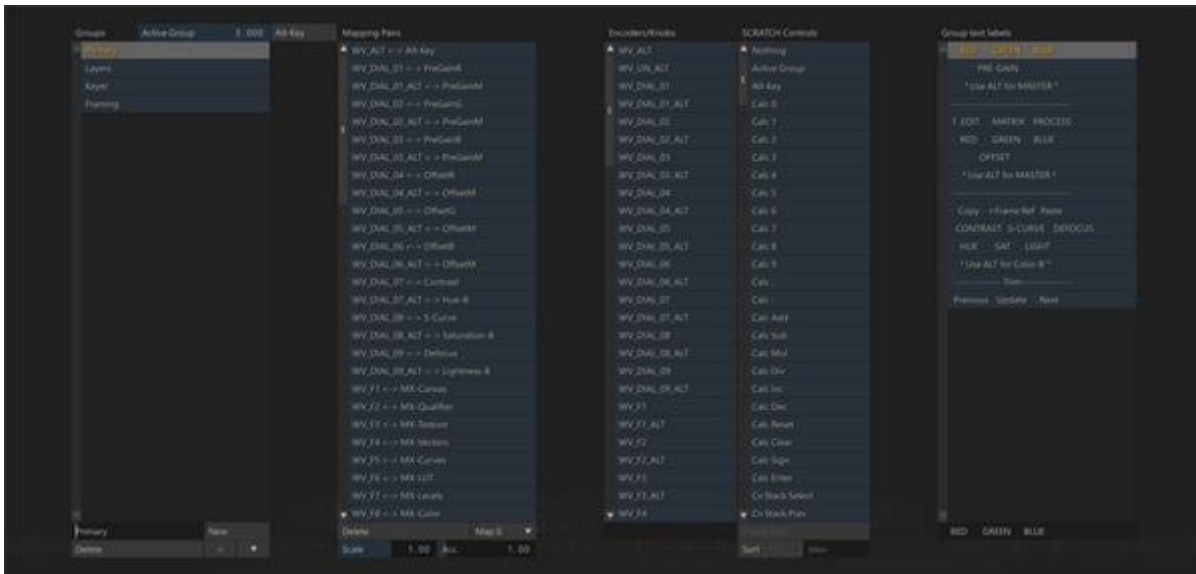 Groups
Active Group 3.000 Alt-Key
Primary
Layers
Keyer
Framing
Primary
New
Delete
Mapping Pairs
WV_ALT <-> Alt-Key
WV_DIAL_01 <-> PreGainR
WV_DIAL_01_ALT <-> PreGainM
WV_DIAL_02 <-> PreGainG
WV_DIAL_02_ALT <-> PreGainM
WV_DIAL_03 <-> PreGainB
WV_DIAL_03_ALT <-> PreGainM
WV_DIAL_04 <-> OffsetR
WV_DIAL_04_ALT <-> OffsetM
WV_DIAL_05 <-> OffsetG
WV_DIAL_05_ALT <-> OffsetM
WV_DIAL_06 <-> OffsetB
WV_DIAL_06_ALT <-> OffsetM
WV_DIAL_07 <-> Contrast
WV_DIAL_07_ALT <-> Hue-B
WV_DIAL_08 <-> S-Curve
WV_DIAL_08_ALT <-> Saturation-B
WV_DIAL_09 <-> Defocus
WV_DIAL_09_ALT <-> Lightness-B
WV_F1 <-> MX-Canvas
WV_F2 <-> MX-Qualifier
WV_F3 <-> MX-Texture
WV_F4 <-> MX-Vectors
WV_F5 <-> MX-Curves
WV_F6 <-> MX-LUT
WV_F7 <-> MX-Levels
WV_F8 <-> MX-Color
Delete
Map 0
Scale 1.00 Acc. 1.00
Encoders/Knobs
WV_ALT
WV_UN_ALT
WV_DIAL_01
WV_DIAL_01_ALT
WV_DIAL_02
WV_DIAL_02_ALT
WV_DIAL_03
WV_DIAL_03_ALT
WV_DIAL_04
WV_DIAL_04_ALT
WV_DIAL_05
WV_DIAL_05_ALT
WV_DIAL_06
WV_DIAL_06_ALT
WV_DIAL_07
WV_DIAL_07_ALT
WV_DIAL_08
WV_DIAL_08_ALT
WV_DIAL_09
WV_DIAL_09_ALT
WV_F1
WV_F1_ALT
WV_F2
WV_F2_ALT
WV_F3
WV_F3_ALT
WV_F4
SCRATCH Controls
Nothing
Active Group
Alt-Key
Calc 0
Calc 1
Calc 2
Calc 3
Calc 4
Calc 5
Calc 6
Calc 7
Calc 8
Calc 9
Calc .
Calc -
Calc Add
Calc Sub
Calc Mul
Calc Div
Calc Inc
Calc Dec
Calc Reset
Calc Clear
Calc Sign
Calc Enter
Cn Stack Select
Cn Stack Prev
Sort
Group text labels
RED GREEN BLUE
PRE-GAIN
* Use ALT for MASTER *
EDIT MATRIX PROCESS
RED GREEN BLUE
OFFSET
* Use ALT for MASTER *
Copy Frame Ref Paste
CONTRAST S-CURVE DEFOCUS
HUE SAT LIGHT
* Use ALT for Color-B *
Previous Update Next
RED GREEN BLUE